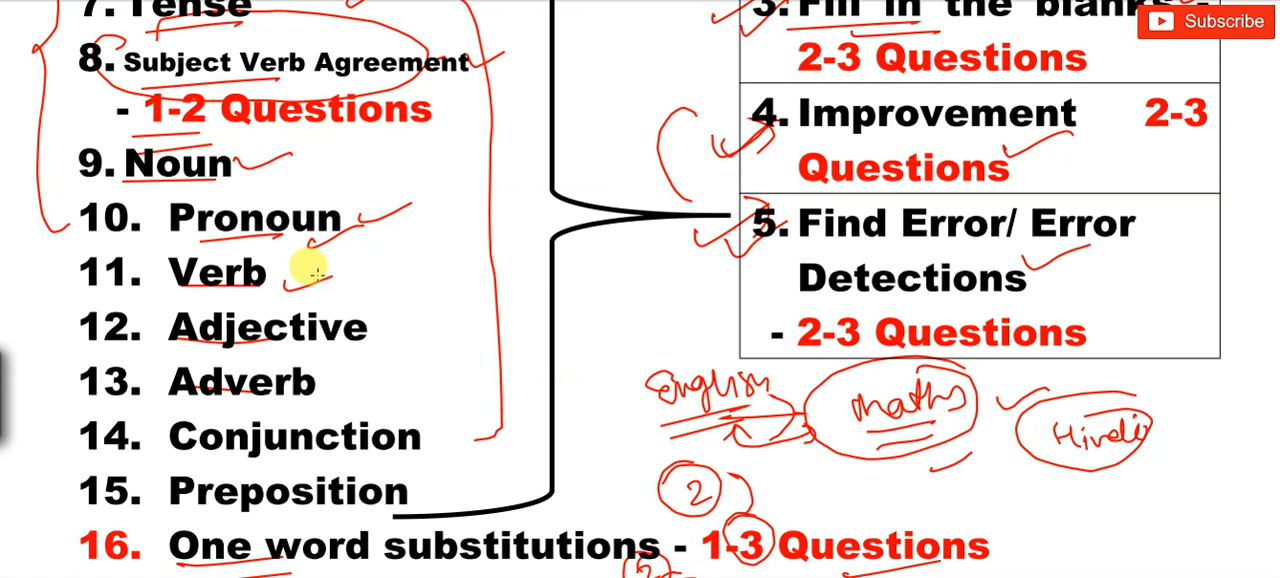 7. Tense
8. Subject Verb Agreement
- 1-2 Questions
9. Noun
10. Pronoun
11. Verb
12. Adjective
13. Adverb
14. Conjunction
15. Preposition
16. One word substitutions - 1-3 Questions
3. Fill in the blanks -
2-3 Questions
4. Improvement 2-3
Questions
5. Find Error/ Error
Detections
- 2-3 Questions
Subscribe
English maths Hindi
2
2